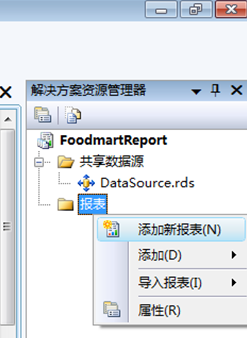 解决方案资源管理器
FoodmartReport
共享数据源
DataSource.rds
报表
添加新报表(N)
添加(D)
导入报表(I)
属性(R)